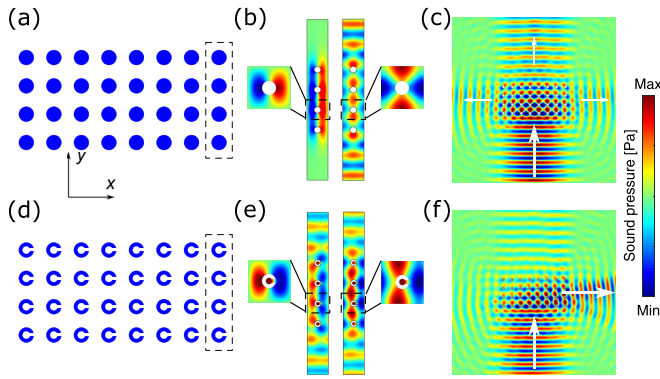 (a)
(b)
(c)
y
x
Max
Sound pressure [Pa]
Min
(d)
(e)
(f)